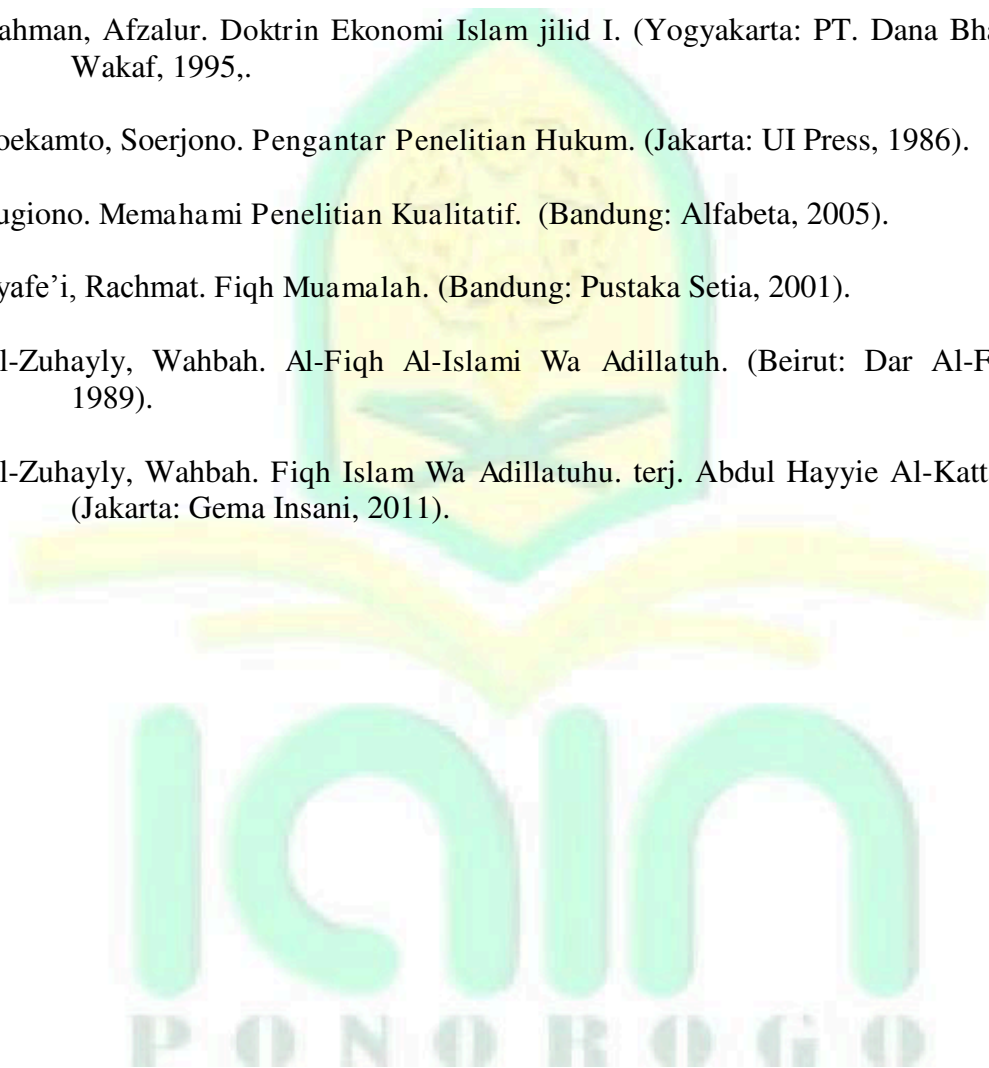 ahman, Afzalur. Doktrin Ekonomi Islam jilid I. (Yogyakarta: PT. Dana Bha
Wakaf, 1995,.
oekamto, Soerjono. Pengantar Penelitian Hukum. (Jakarta: UI Press, 1986).
ugiono. Memahami Penelitian Kualitatif. (Bandung: Alfabeta, 2005).
yafe’i, Rachmat. Fiqh Muamalah. (Bandung: Pustaka Setia, 2001).
l-Zuhayly, Wahbah. Al-Fiqh Al-Islami Wa Adillatuh. (Beirut: Dar Al-F
1989).
l-Zuhayly, Wahbah. Fiqh Islam Wa Adillatuhu. terj. Abdul Hayyie Al-Katt
(Jakarta: Gema Insani, 2011).
iain
PONOROGO